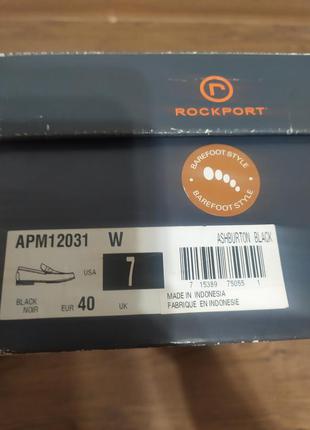 ROCKPORT
BAREFOOT STYLE
BAREFOOT STYLE
APM12031 W
USA 7
BLACK
NOIR
EUR 40 UK
ASHBURTON BLACK
7 15389 75055 1
MADE IN INDONESIA
FABRIQUE EN INDONESIE